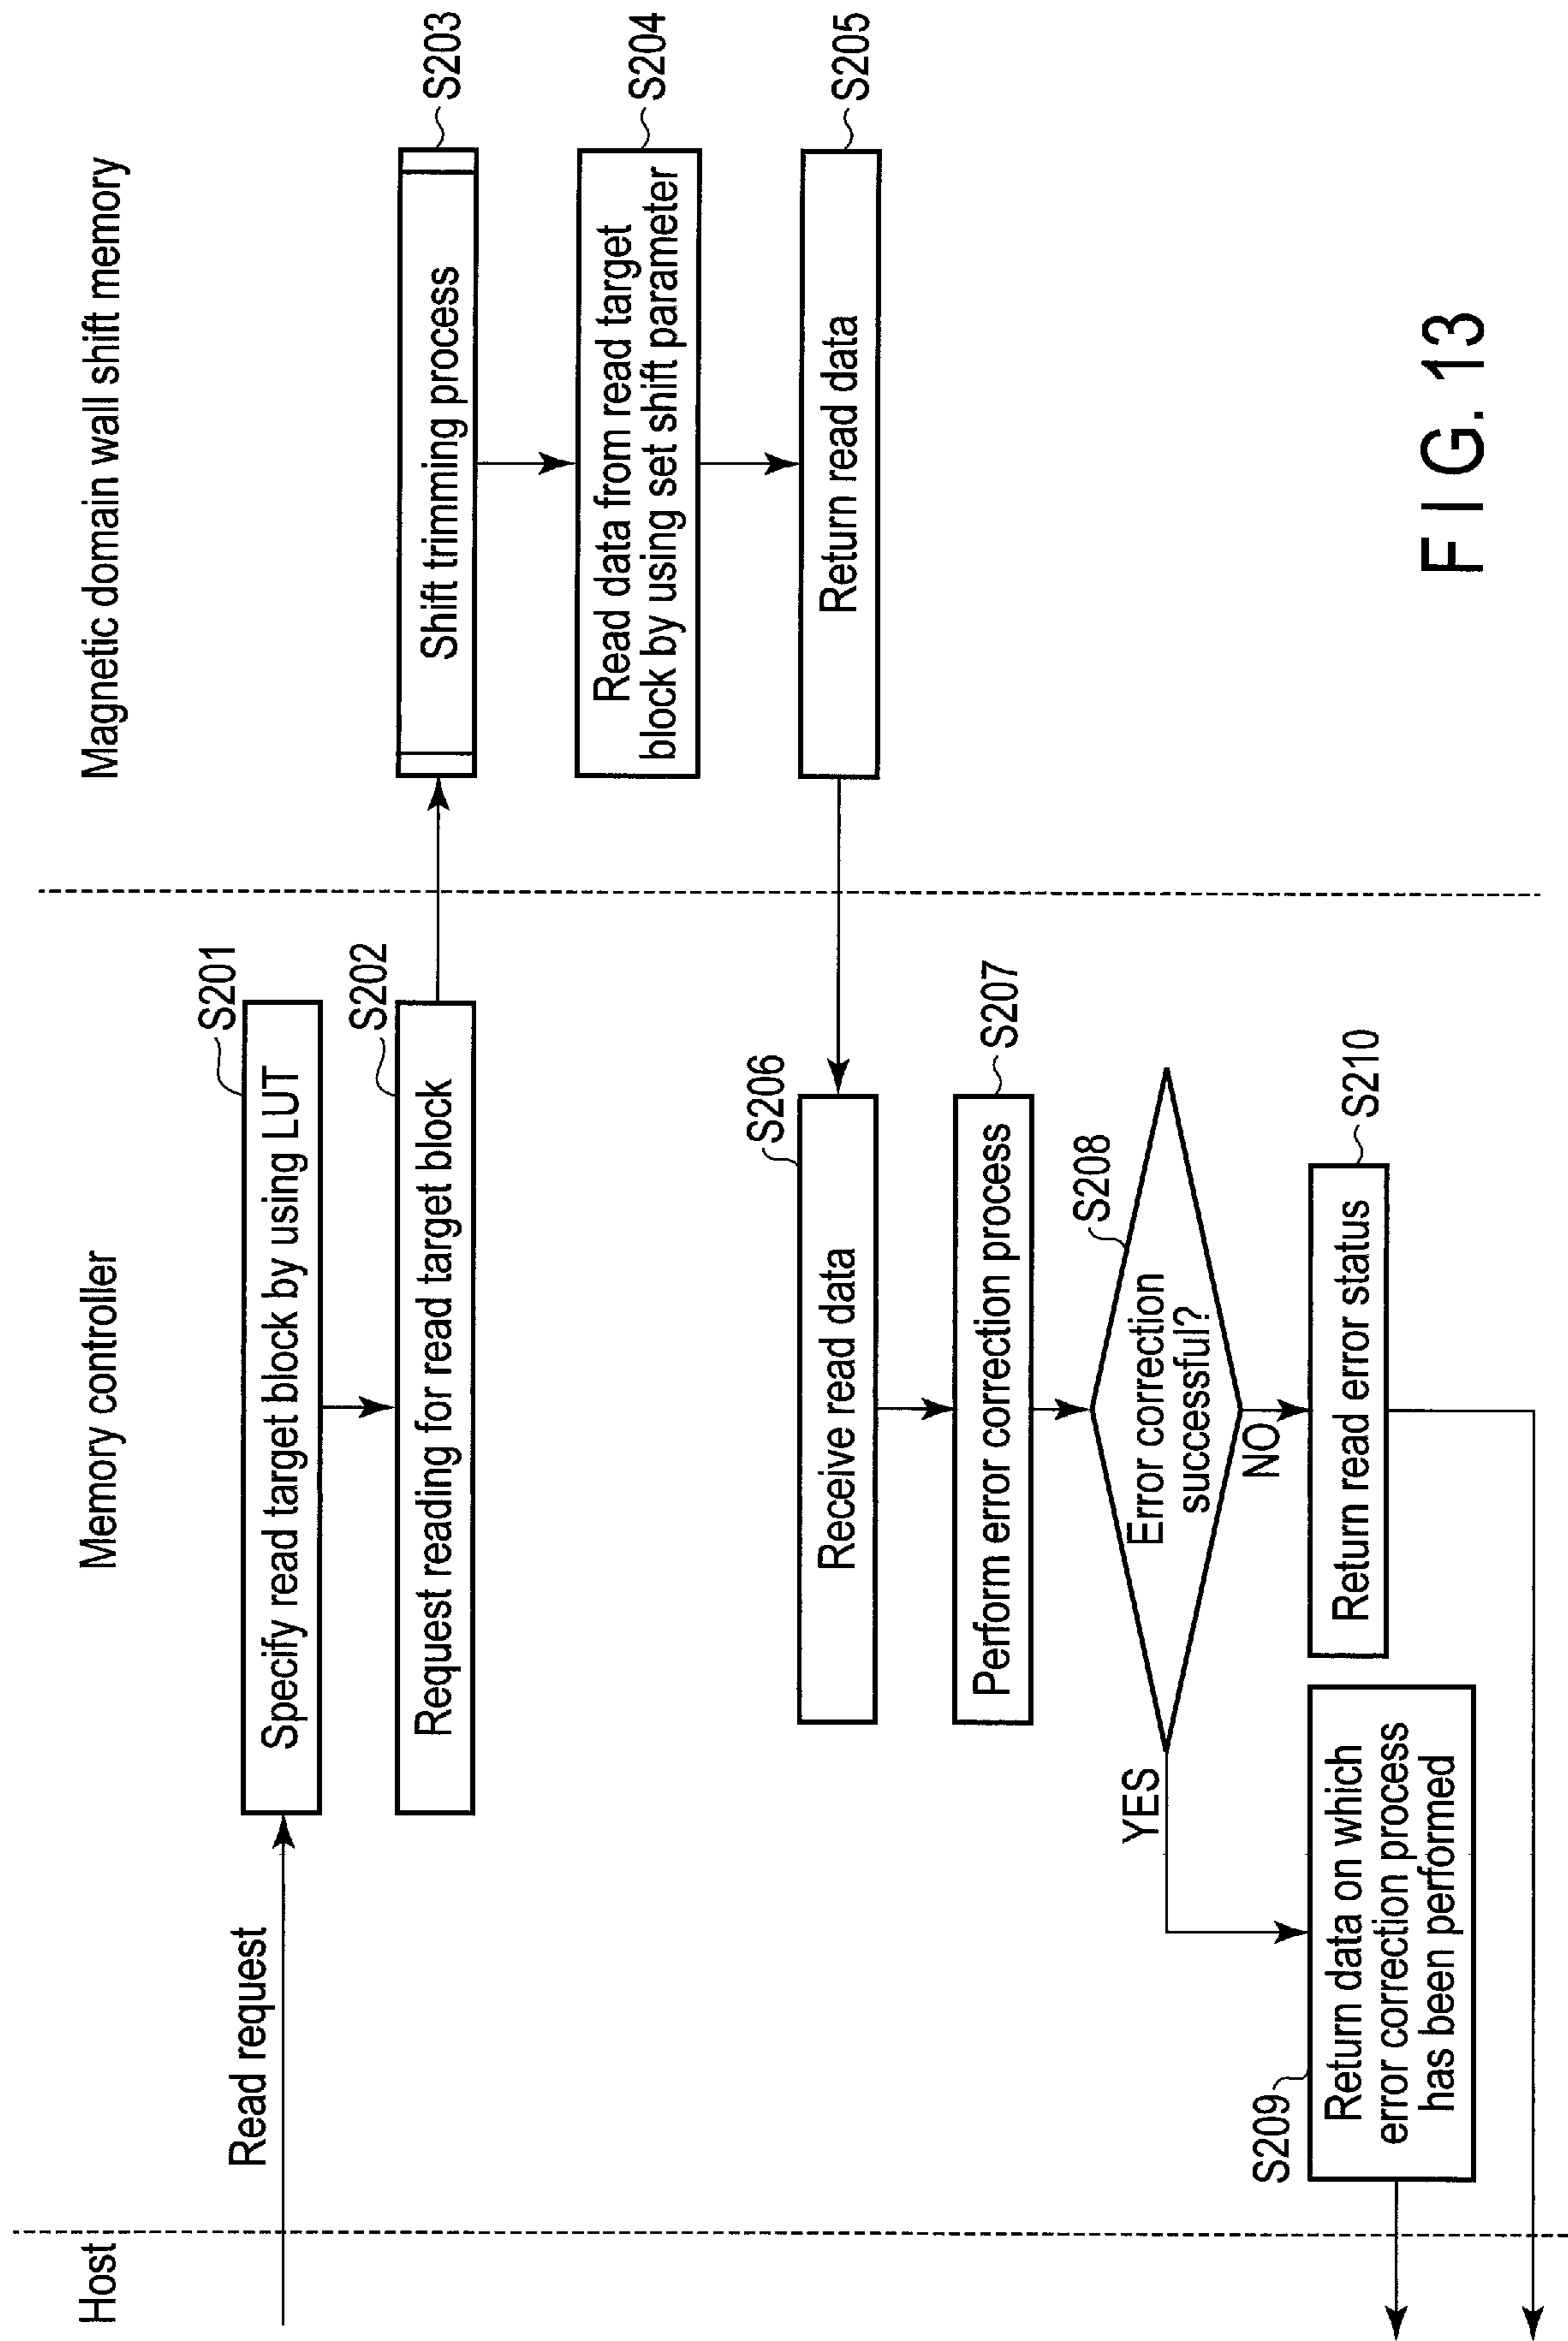 Host
Memory controller
Magnetic domain wall shift memory
Read request
S201
Specify read target block by using LUT
S202
Request reading for read target block
S203
Shift trimming process
S204
Read data from read target
block by using set shift parameter
S205
Return read data
S206
Receive read data
S207
Perform error correction process
S208
Error correction
successful?
YES
NO
S209
Return data on which
error correction process
has been performed
S210
Return read error status
FIG. 13